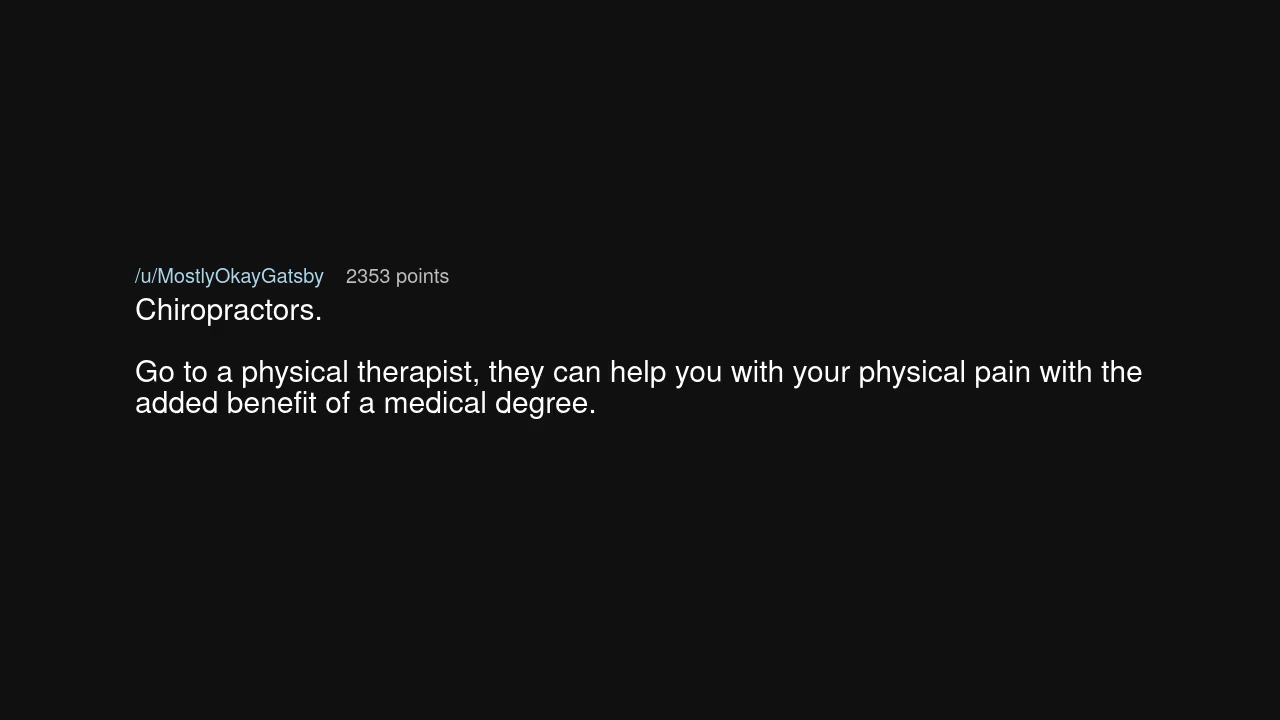 /u/MostlyOkayGatsby 2353 points
Chiropractors.
Go to a physical therapist, they can help you with your physical pain with the
added benefit of a medical degree.